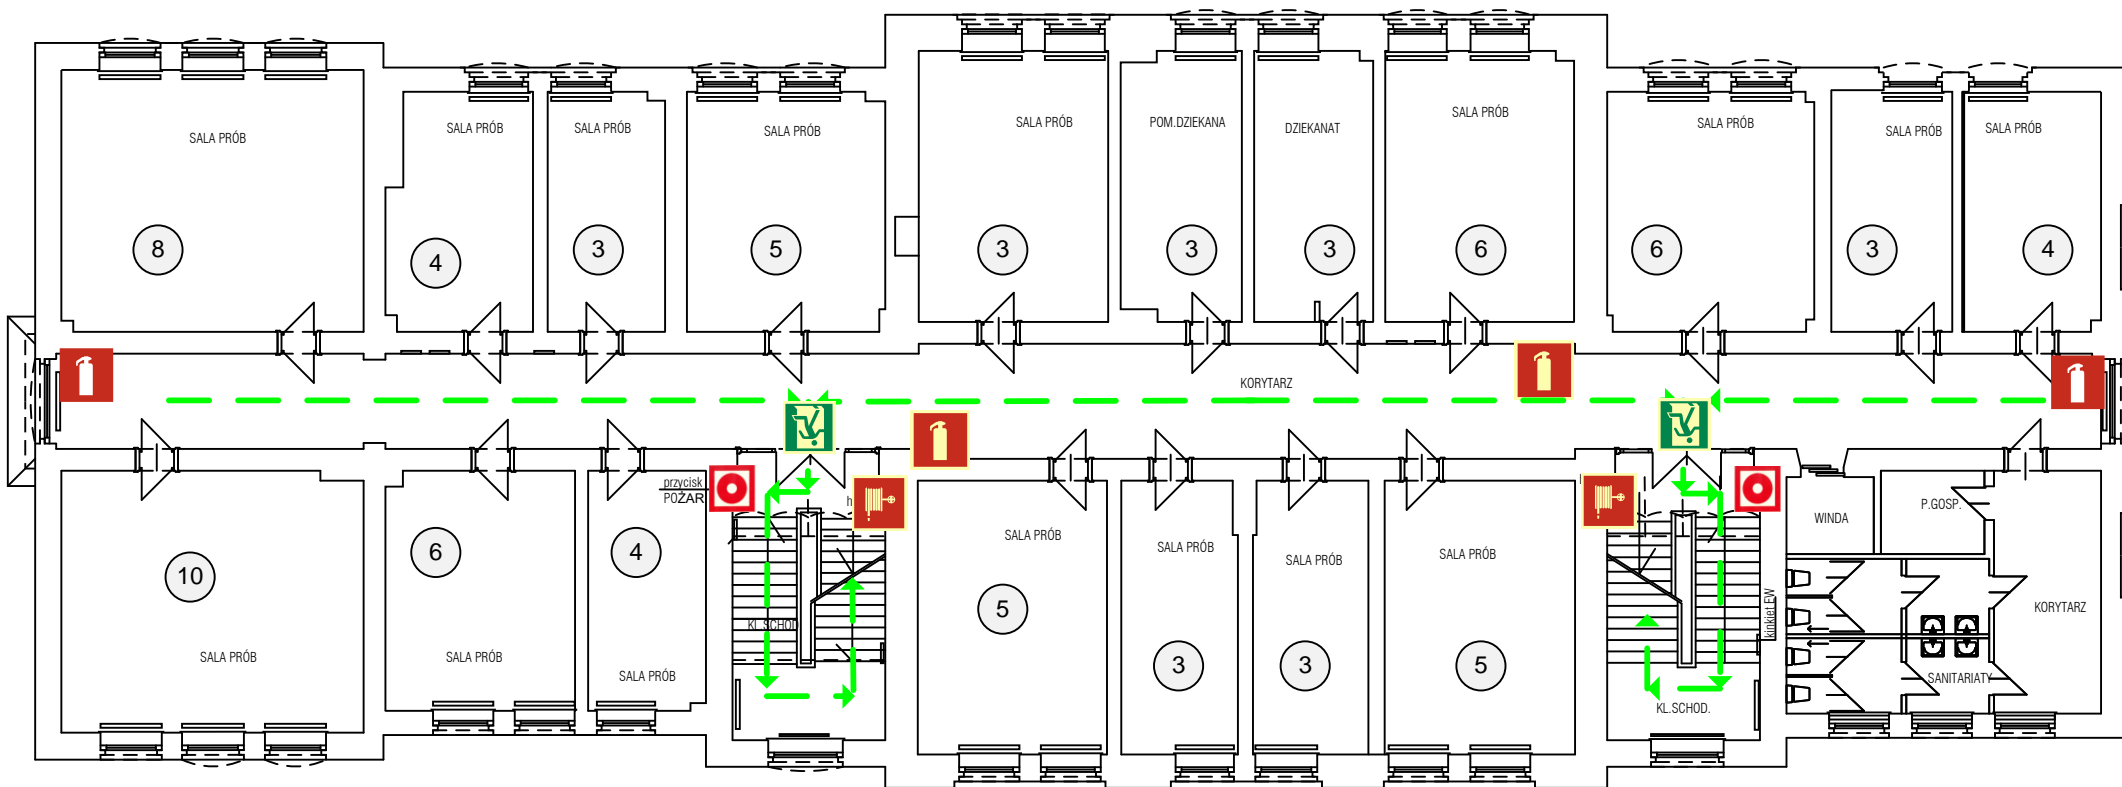 SALA PRÓB
SALA PRÓB
SALA PRÓB
SALA PRÓB
SALA PRÓB
POM.DZIEKANA
DZIEKANAT
SALA PRÓB
SALA PRÓB
SALA PRÓB
SALA PRÓB
8
4
3
5
3
3
3
6
6
3
4
KORYTARZ
przycisk
POŻAR
h
WINDA
P.GOSP.
SALA PRÓB
SALA PRÓB
SALA PRÓB
SALA PRÓB
10
6
4
5
3
3
5
KL.SCHOD.
kinkiet EW
KORYTARZ
SALA PRÓB
SALA PRÓB
SALA PRÓB
SANITARIATY
KL.SCHOD.